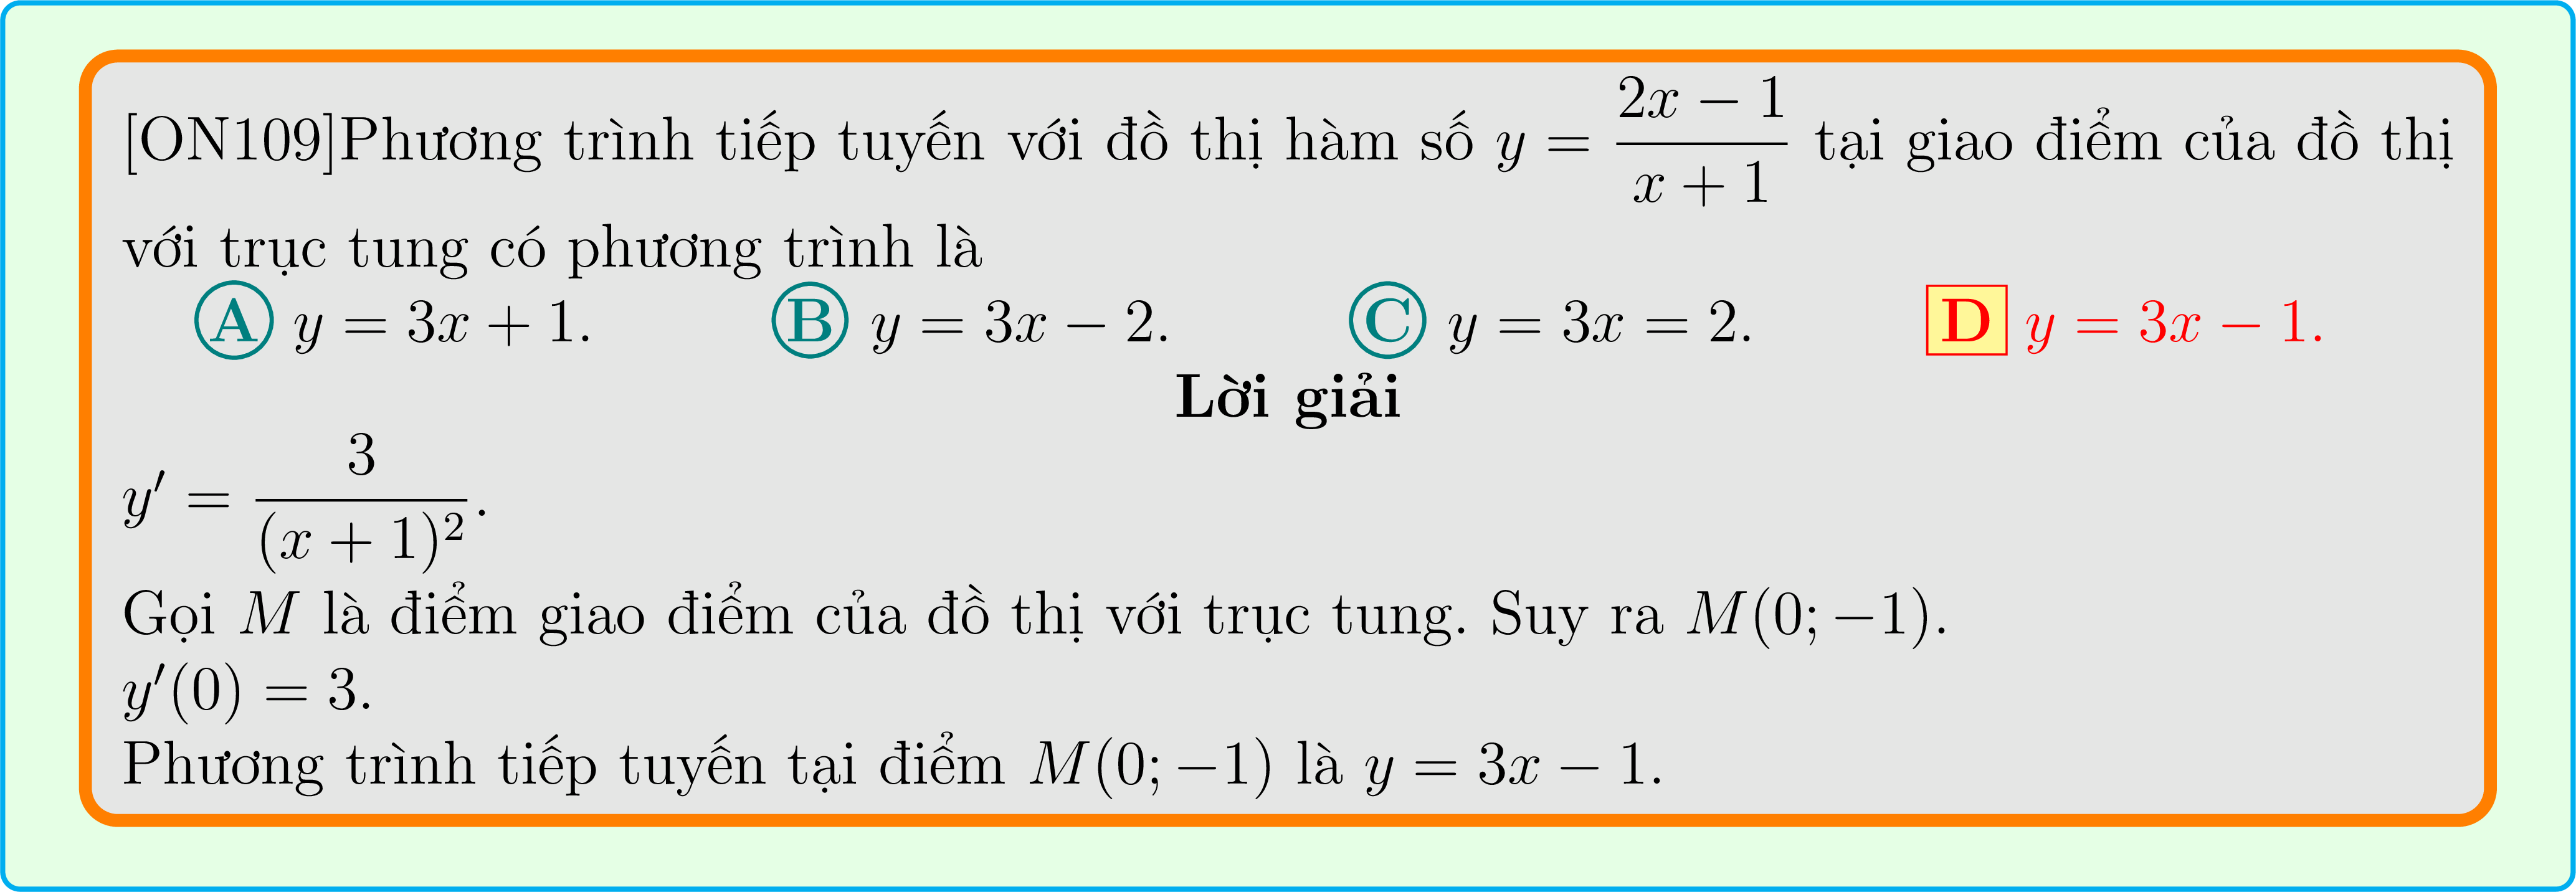 [ON109]Phương trình tiếp tuyến với đồ thị hàm số $y = \dfrac{2x - 1}{x + 1}$ tại giao điểm của đồ thị
với trục tung có phương trình là
A $y = 3x + 1$. B $y = 3x - 2$. C $y = 3x = 2$. D $y = 3x - 1$.
Lời giải
$y' = \dfrac{3}{(x + 1)^2}$.
Gọi $M$ là điểm giao điểm của đồ thị với trục tung. Suy ra $M(0; -1)$.
$y'(0) = 3$.
Phương trình tiếp tuyến tại điểm $M(0; -1)$ là $y = 3x - 1$.